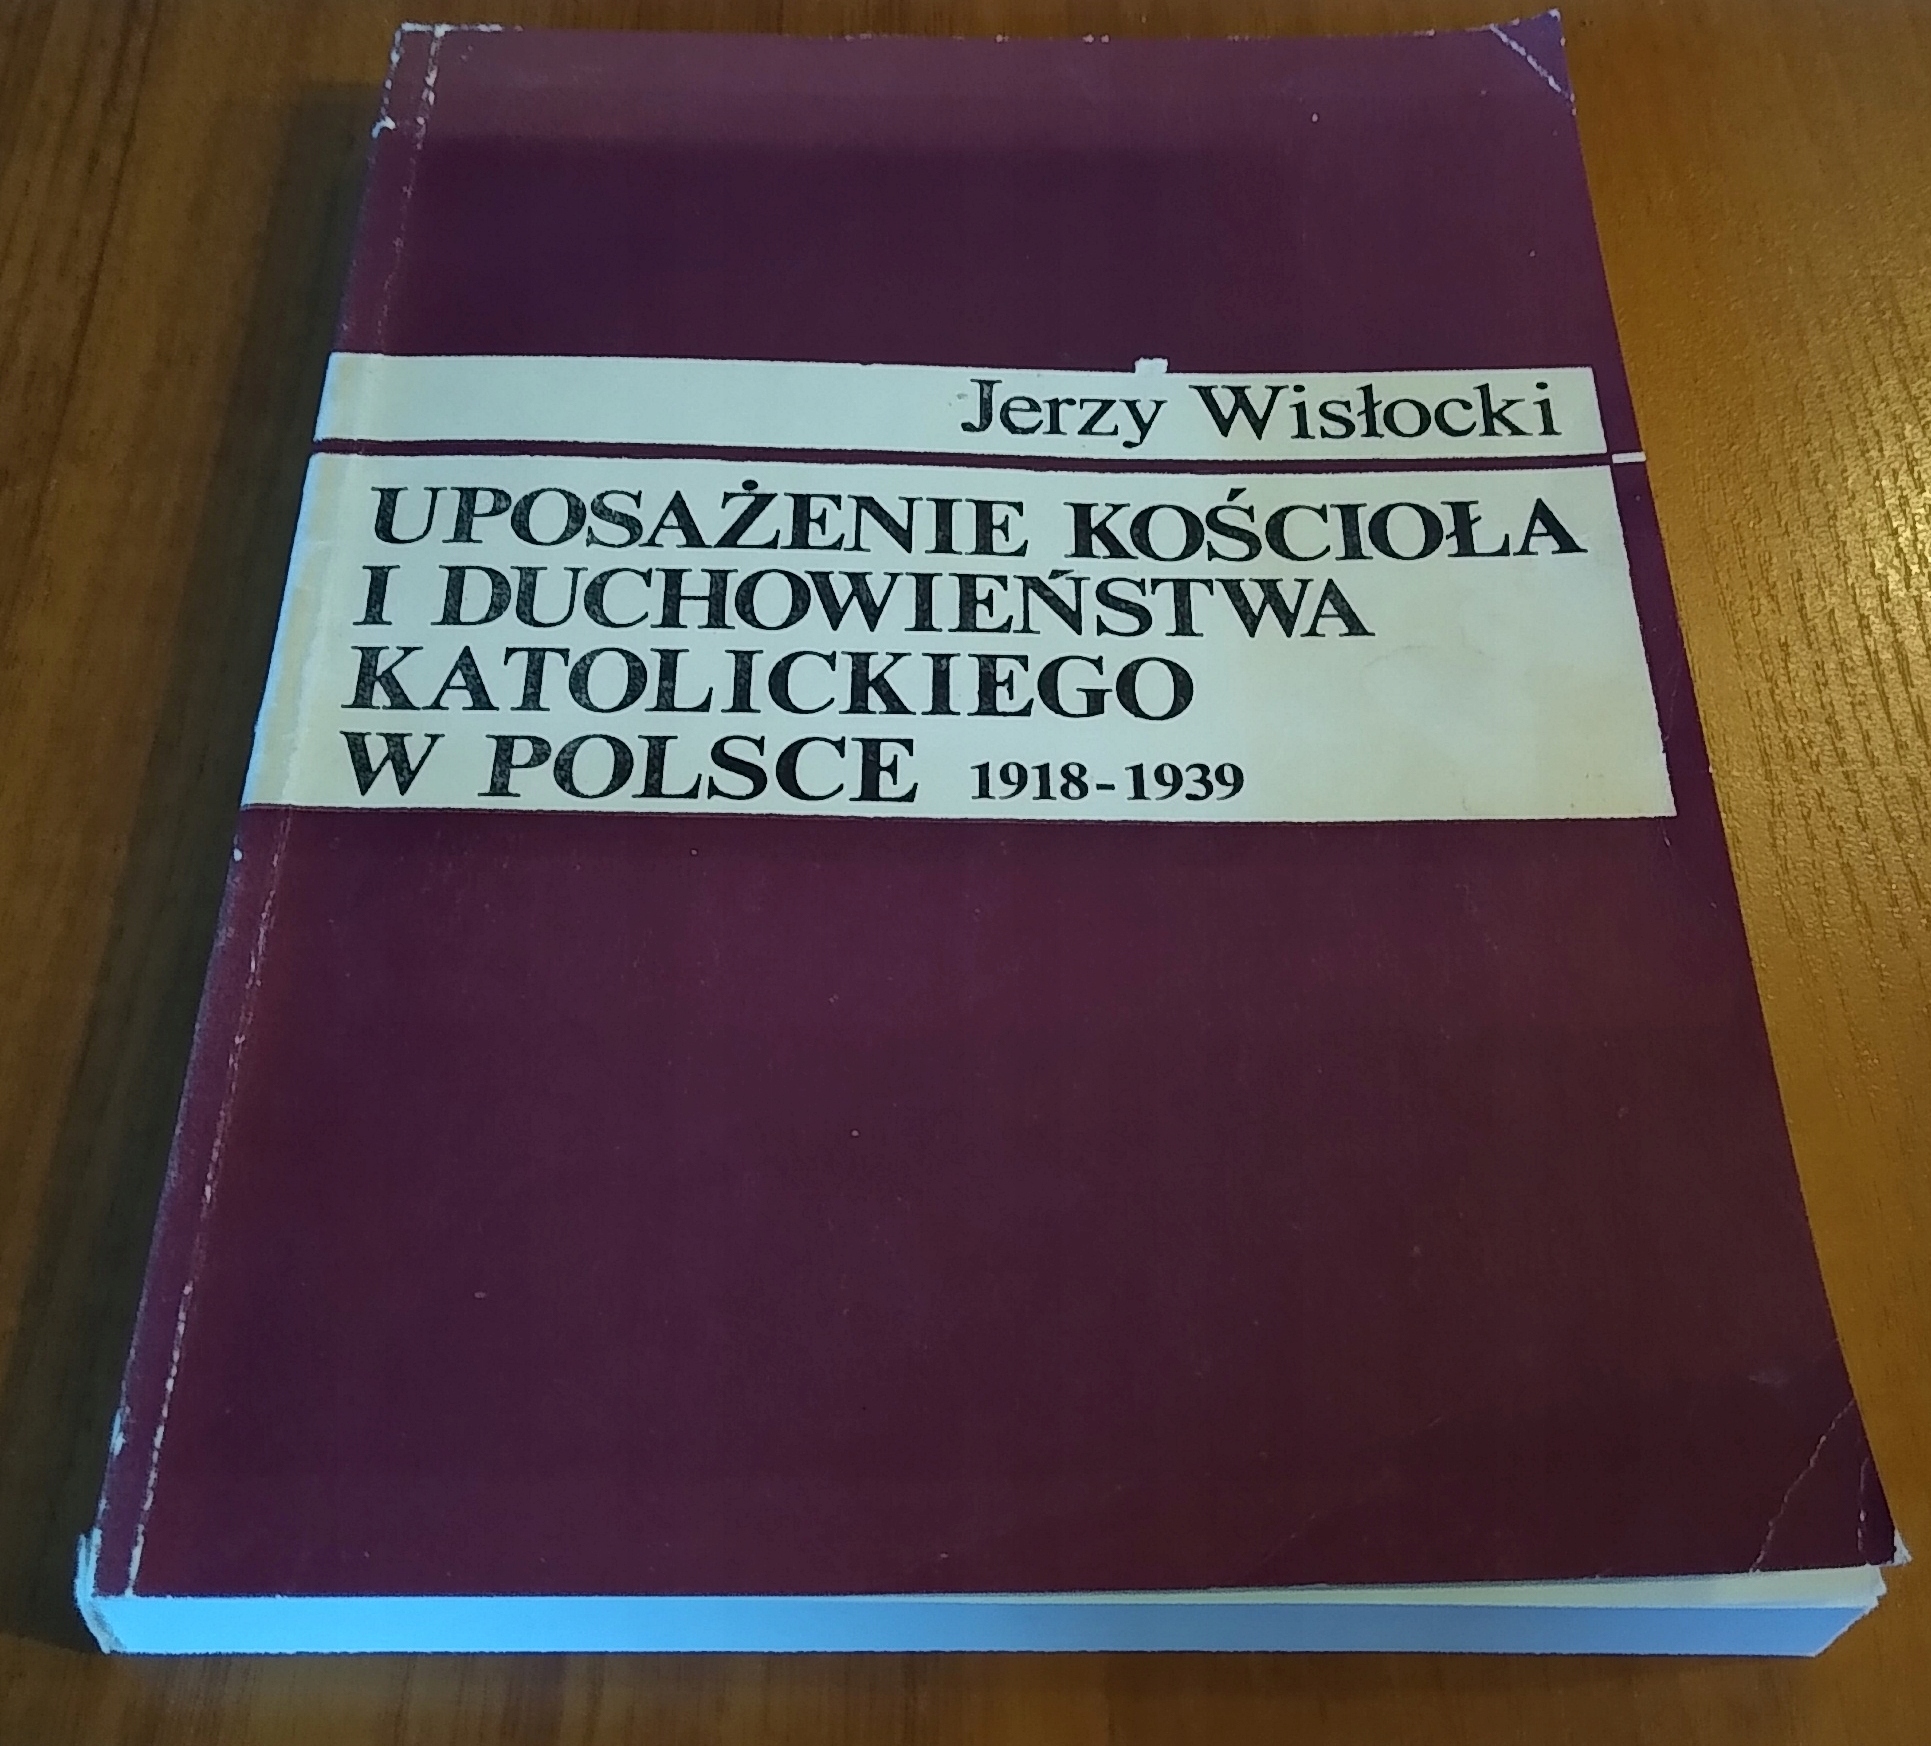 Jerzy Wisłocki
UPOSAŻENIE KOŚCIOŁA
I DUCHOWIEŃSTWA
KATOLICKIEGO
W POLSCE 1918-1939